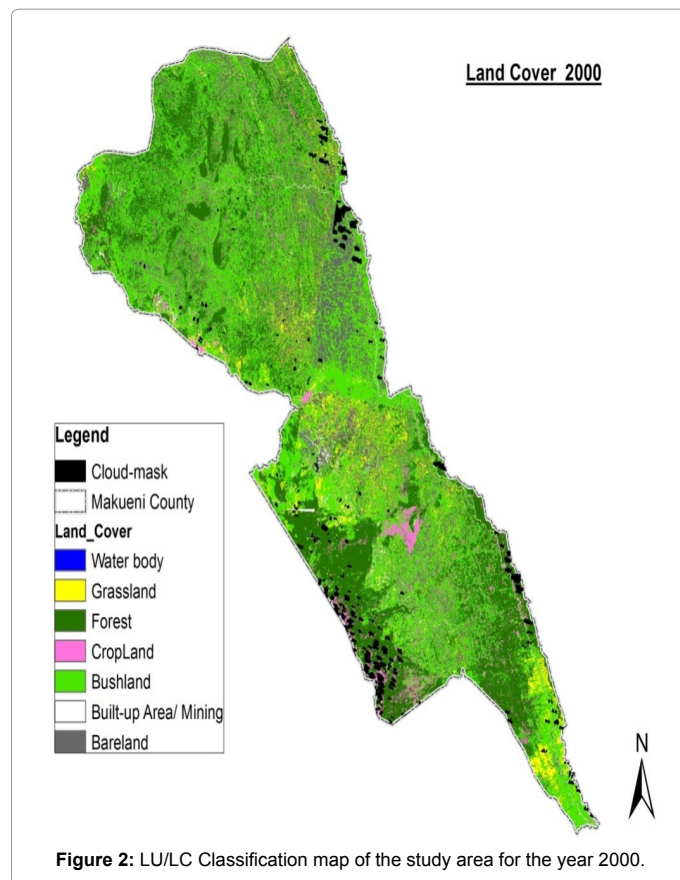 Land Cover 2000
Legend
Cloud-mask
Makueni County
Land_Cover
Water body
Grassland
Forest
CropLand
Bushland
Built-up Area/ Mining
Bareland
N
Figure 2: LU/LC Classification map of the study area for the year 2000.